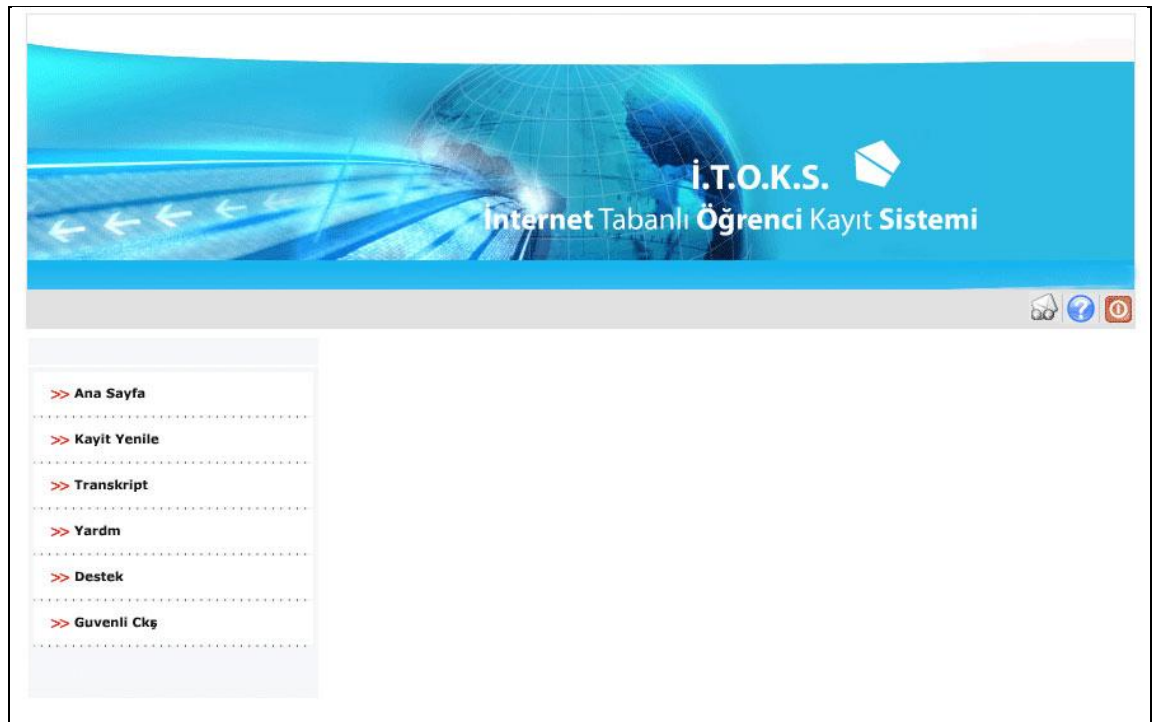 İ.T.O.K.S.
İnternet Tabanlı Öğrenci Kayıt Sistemi
>> Ana Sayfa
>> Kayit Yenile
>> Transkript
>> Yardm
>> Destek
>> Guvenli Ckş